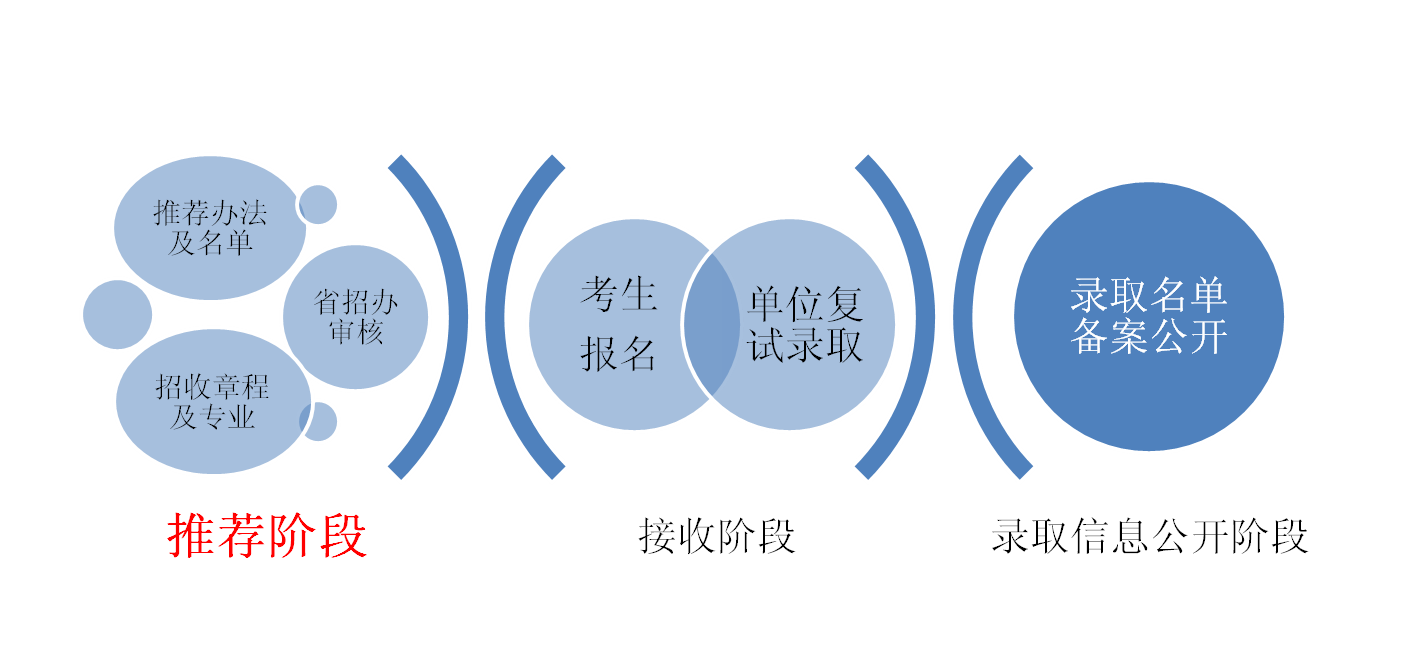 推荐办法
及名单
省招办
审核
招收章程
及专业
推荐阶段
考生
报名
单位复
试录取
接收阶段
录取名单
备案公开
录取信息公开阶段